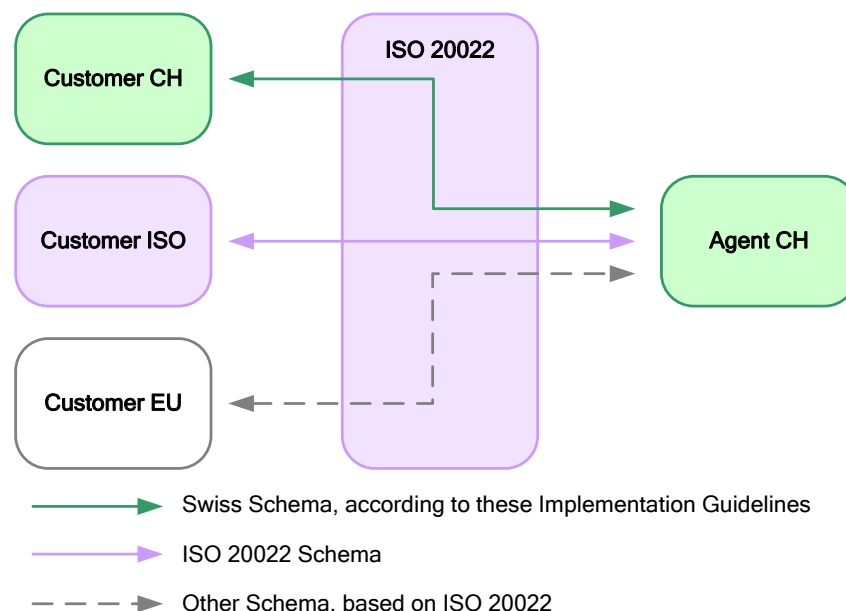 ISO 20022
Customer CH
Customer ISO
Agent CH
Customer EU
Swiss Schema, according to these Implementation Guidelines
ISO 20022 Schema
Other Schema, based on ISO 20022